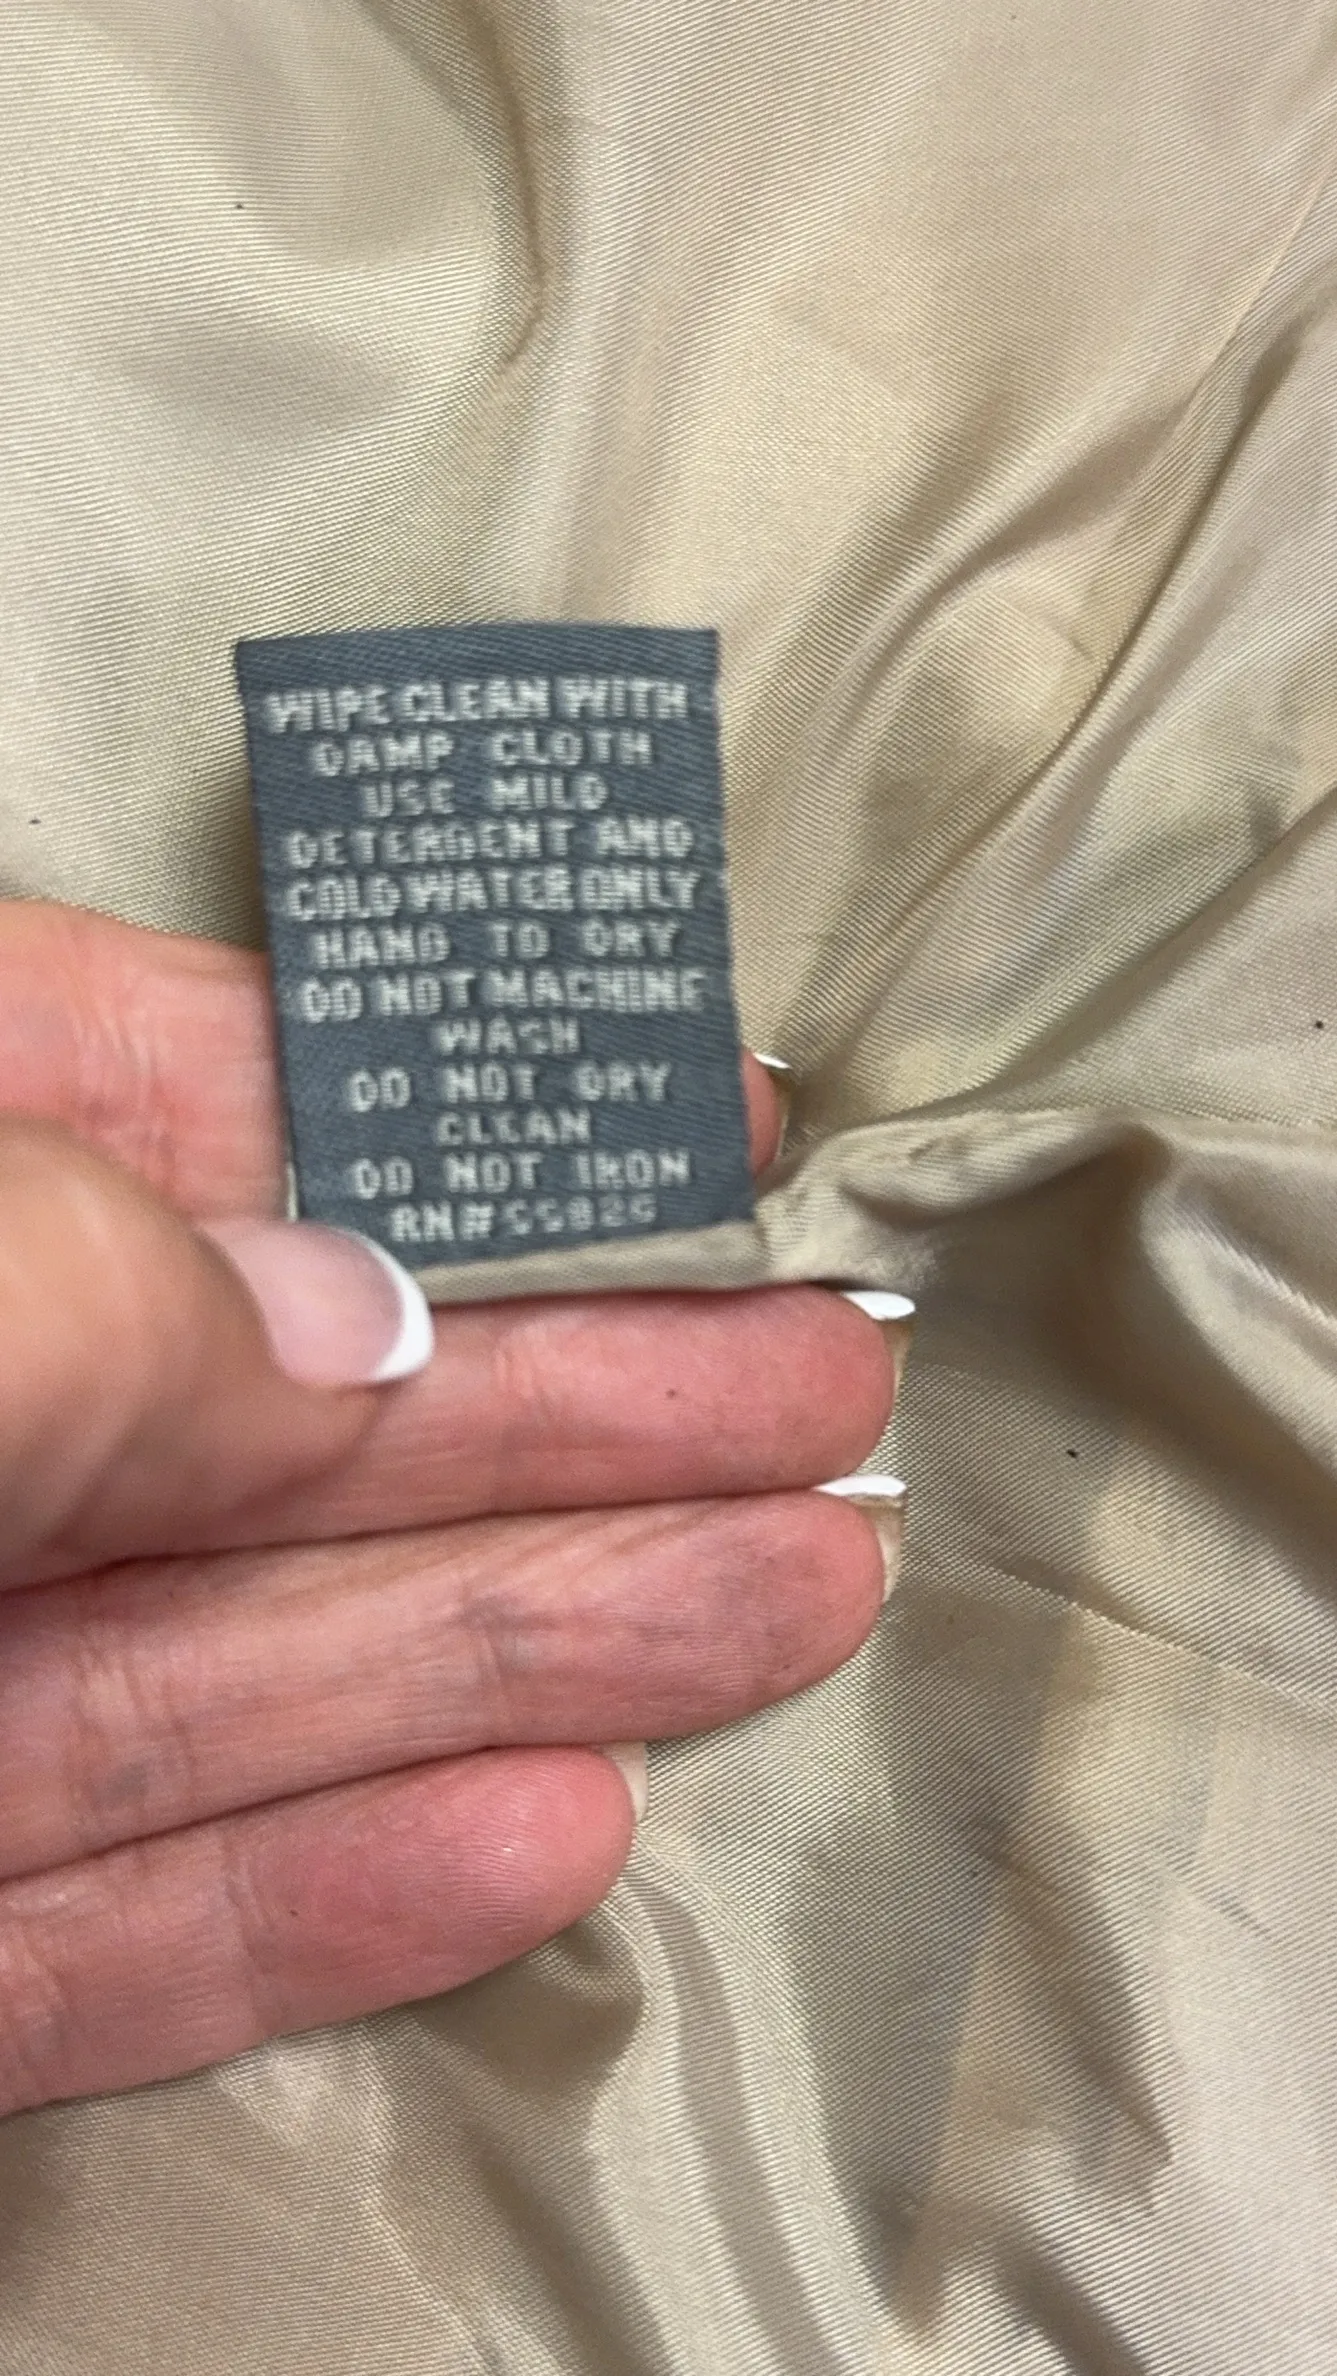 WIPE CLEAN WITH
DAMP CLOTH
USE MILD
DETERGENT AND
COLD WATER ONLY
HANG TO DRY
DO NOT MACHINE
WASH
DO NOT DRY
CLEAN
DO NOT IRON